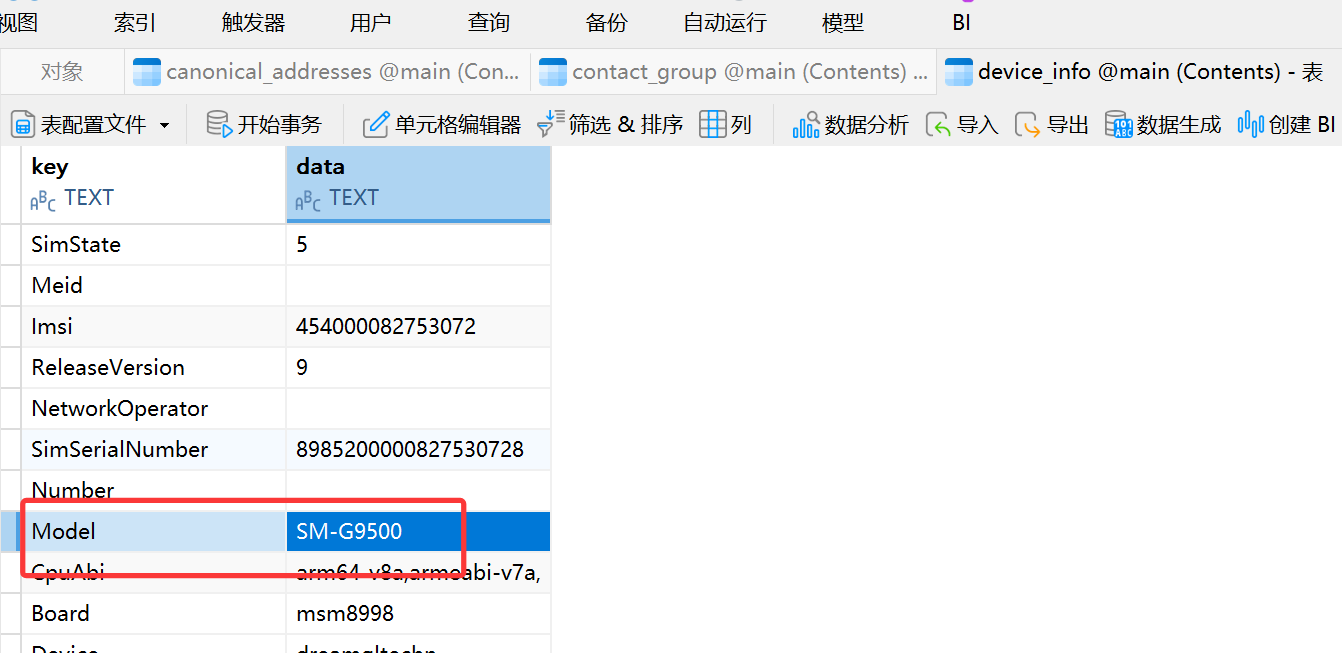 视图 索引 触发器 用户 查询 备份 自动运行 模型 BI
对象 canonical_addresses @main (Con... contact_group @main (Contents) ... device_info @main (Contents) - 表
表配置文件 开始事务 单元格编辑器 筛选 & 排序 列 数据分析 导入 导出 数据生成 创建 BI
key data
ABC TEXT ABC TEXT
SimState 5
Meid
Imsi 454000082753072
ReleaseVersion 9
NetworkOperator
SimSerialNumber 8985200000827530728
Number
Model SM-G9500
CpuAbi arm64-v8a,armeabi-v7a,
Board msm8998
Device